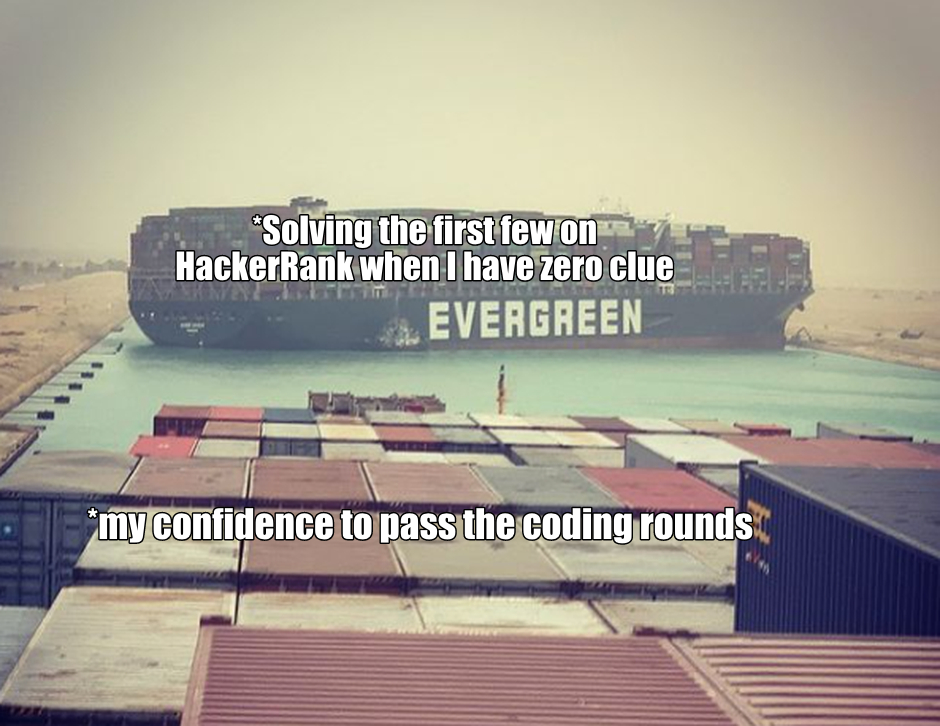 *Solving the first few on
HackerRank when I have zero clue
EVERGREEN
*my confidence to pass the coding rounds